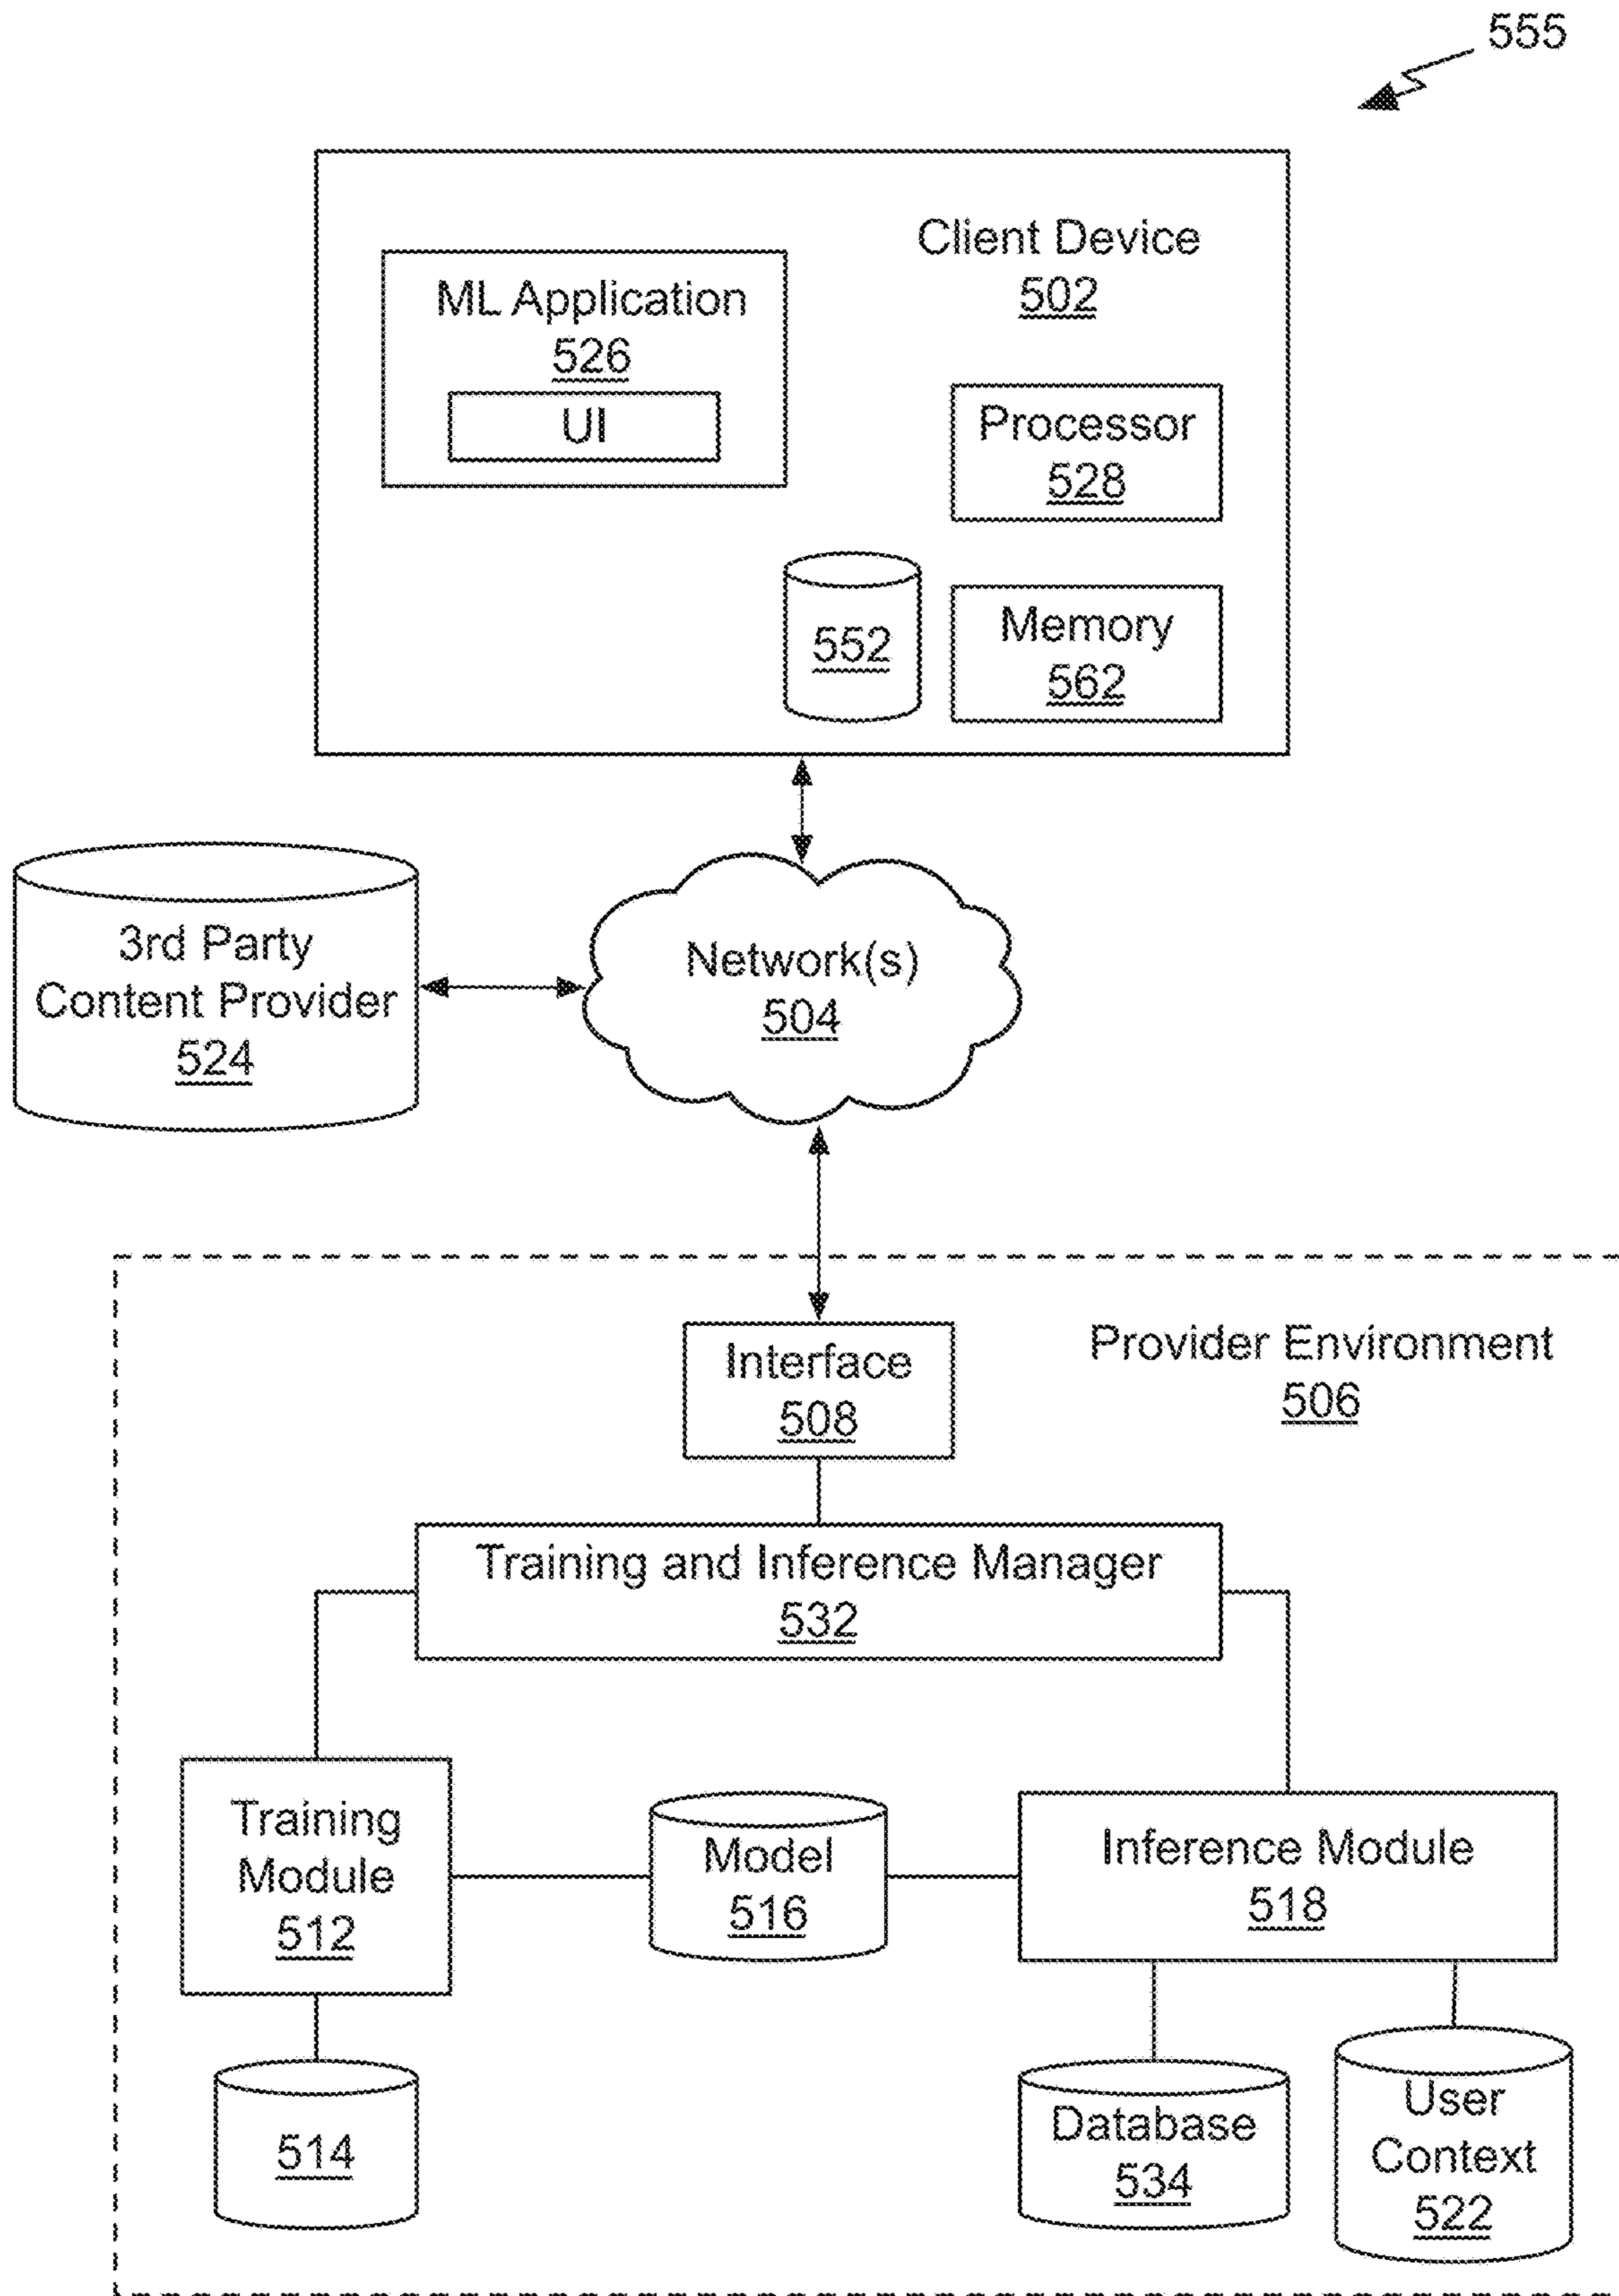 555
Client Device
502
ML Application
526
UI
Processor
528
552
Memory
562
3rd Party
Content Provider
524
Network(s)
504
Provider Environment
506
Interface
508
Training and Inference Manager
532
Training
Module
512
Model
516
Inference Module
518
514
Database
534
User
Context
522